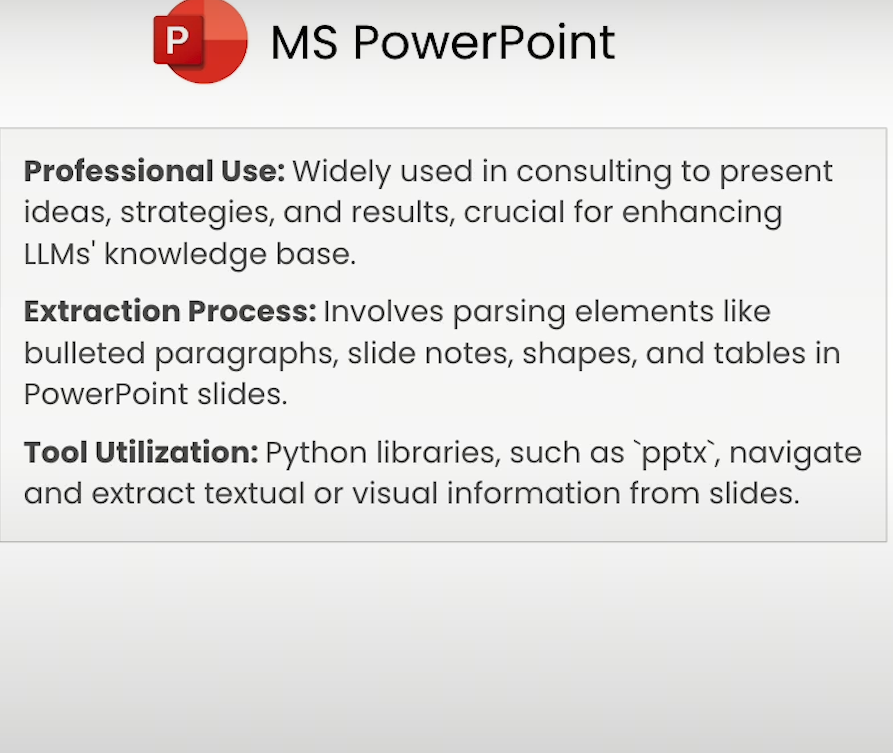 P
MS PowerPoint
Professional Use: Widely used in consulting to present
ideas, strategies, and results, crucial for enhancing
LLMs' knowledge base.
Extraction Process: Involves parsing elements like
bulleted paragraphs, slide notes, shapes, and tables in
PowerPoint slides.
Tool Utilization: Python libraries, such as `pptx`, navigate
and extract textual or visual information from slides.